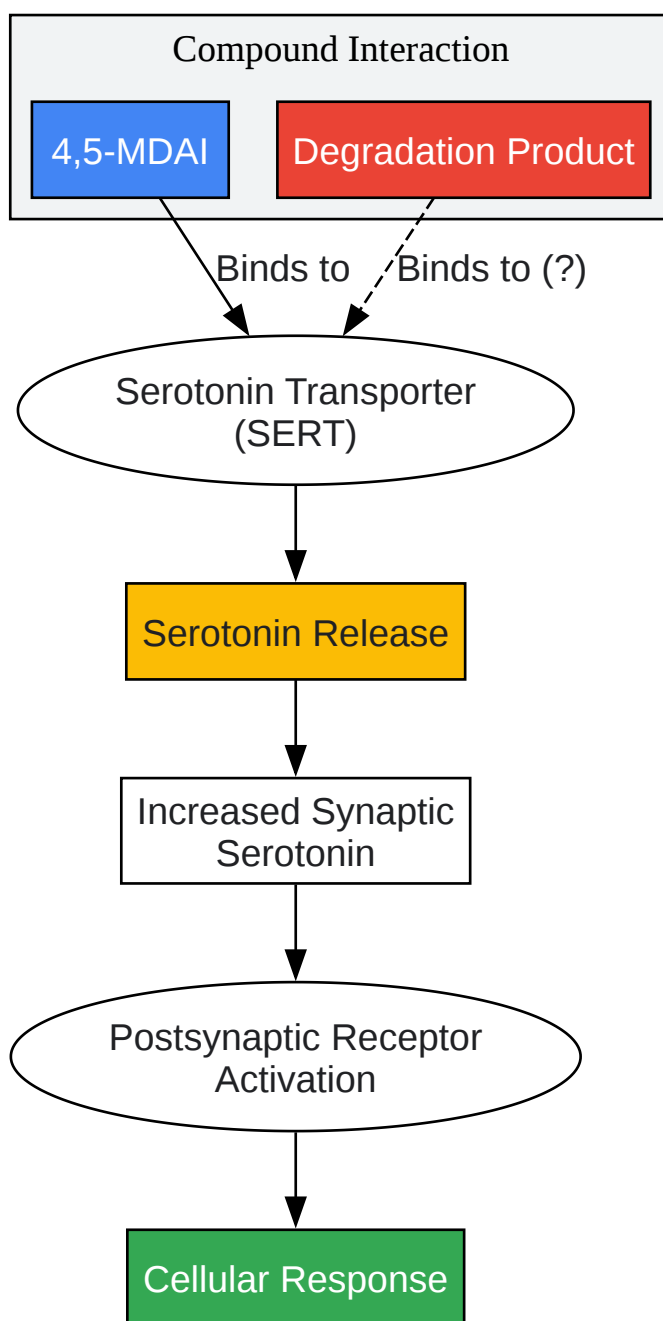 Compound Interaction
4,5-MDAI
Degradation Product
Binds to
Binds to (?)
Serotonin Transporter
(SERT)
Serotonin Release
Increased Synaptic
Serotonin
Postsynaptic Receptor
Activation
Cellular Response